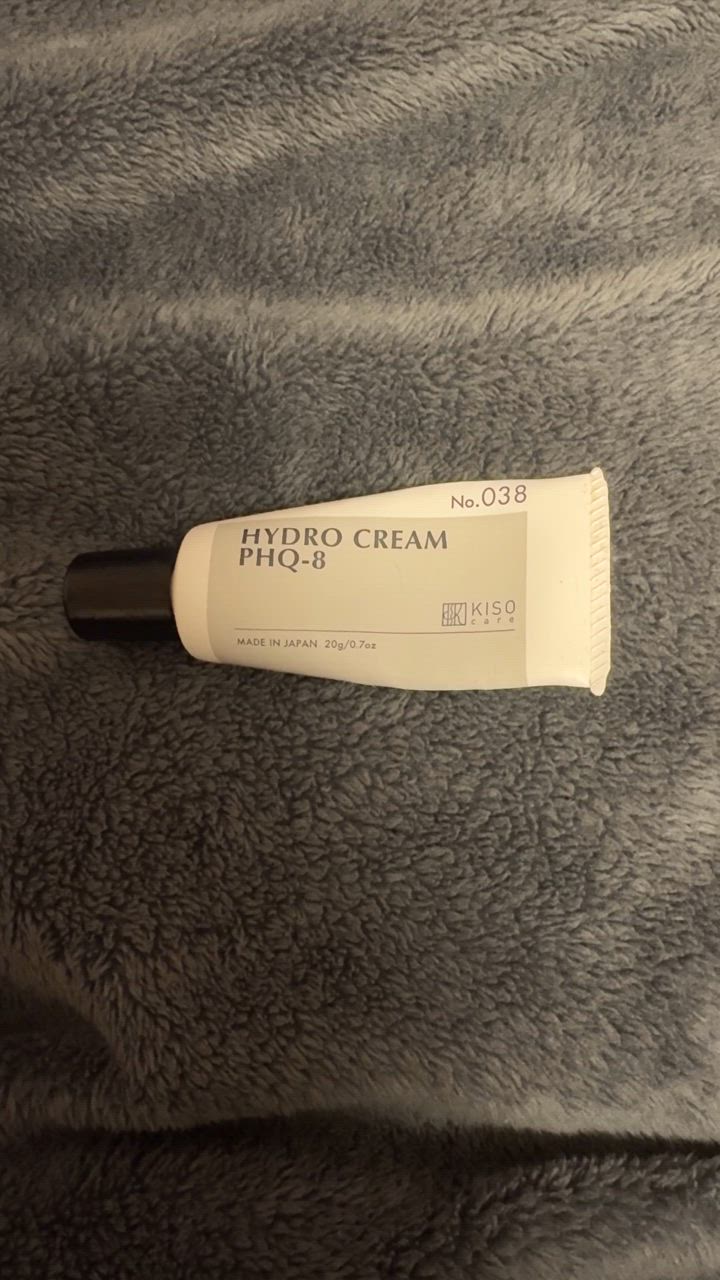 No.038
HYDRO CREAM
PHQ-8
KISO
care
MADE IN JAPAN 20g/0.7oz